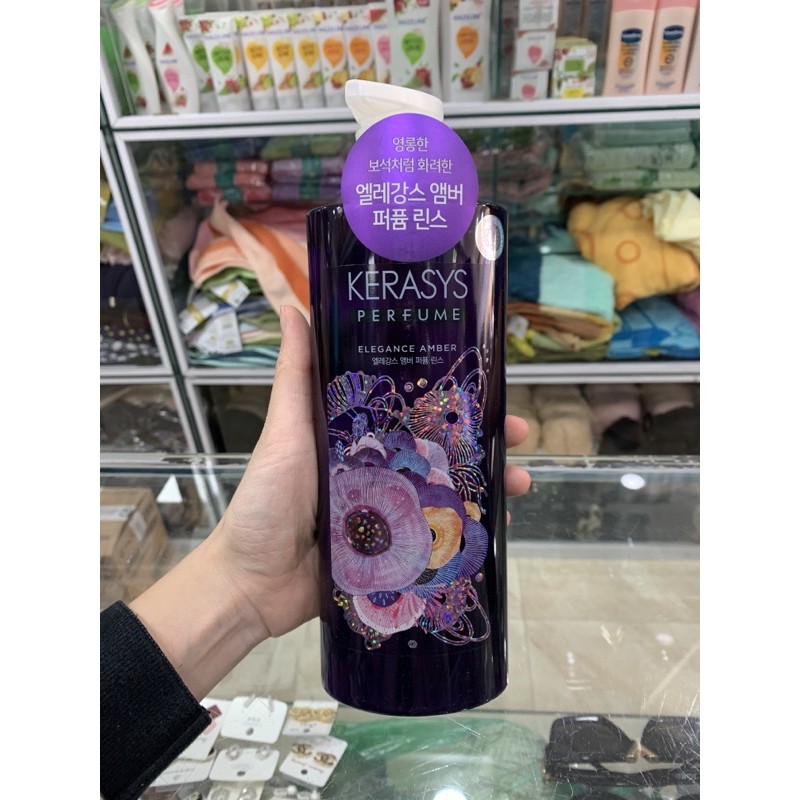 영롱한
보석처럼 화려한
엘레강스 앰버
퍼퓸 린스
KERASYS
PERFUME
ELEGANCE AMBER
엘레강스 앰버 퍼퓸 린스
Vaseline